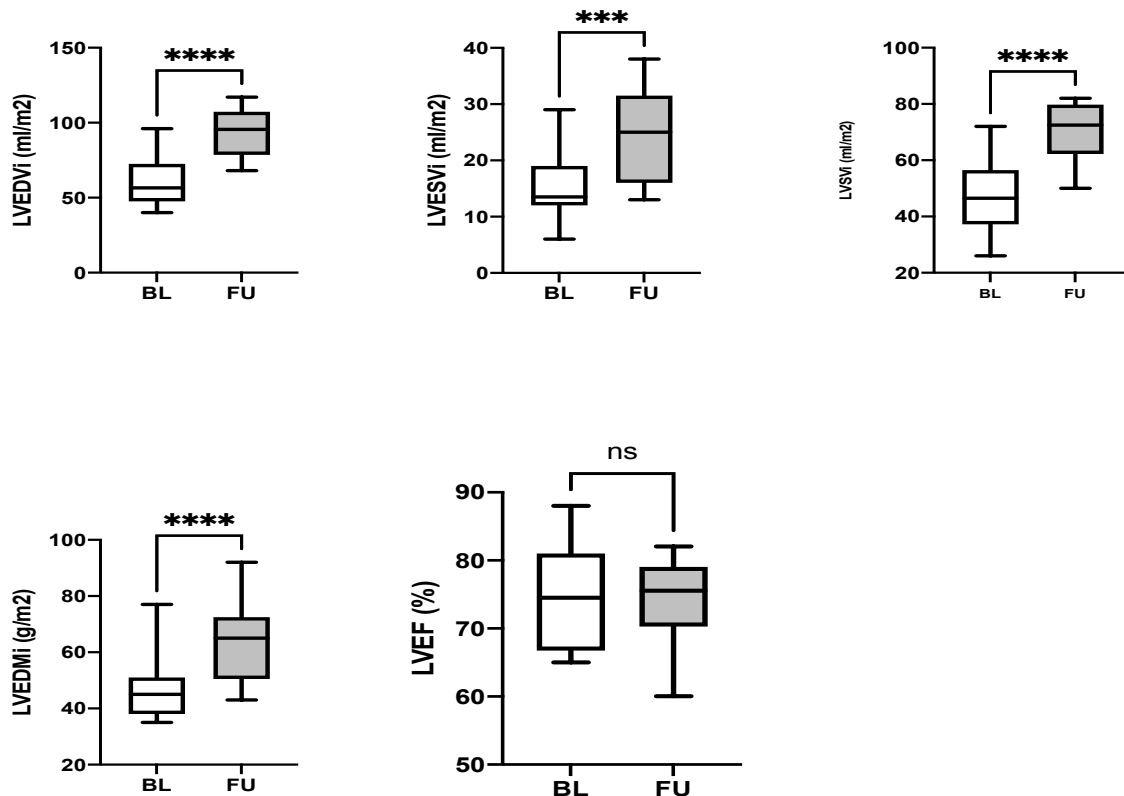 LVEDVi (ml/m2)
150
100
50
0
****
BL FU
LVESVi (ml/m2)
40
30
20
10
0
***
BL FU
LVSVi (ml/m2)
100
80
60
40
20
****
BL FU
LVEDMi (g/m2)
100
80
60
40
20
****
BL FU
LVEF (%)
90
80
70
60
50
ns
BL FU